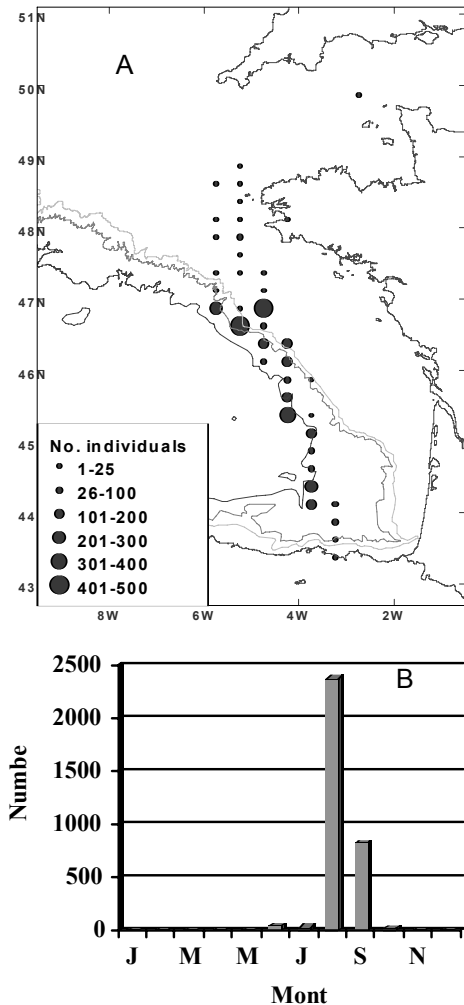 51N
A
50N
49N
48N
47N
46N
45
44
43
No. individuals
1-25
26-100
101-200
201-300
301-400
401-500
8W 6W 4W 2W
B
2500
2000
1500
1000
500
0
Numbe
J M M J S N
Mont